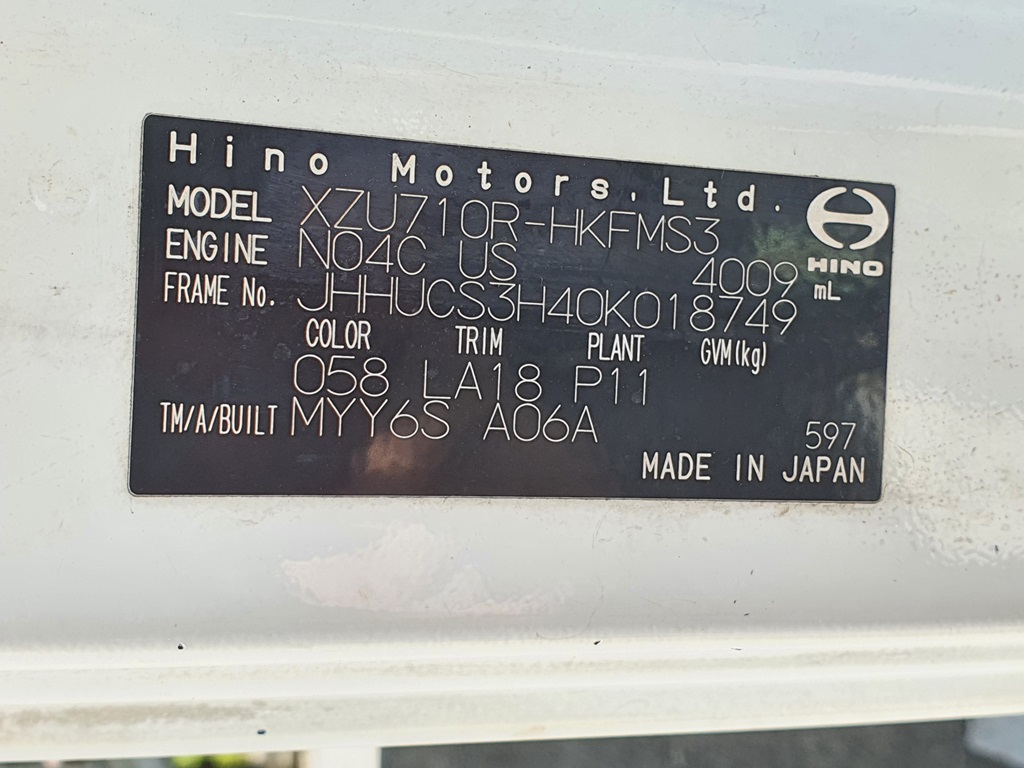 Hino Motors, Ltd.
HINO
MODEL XZU710R-HKFMS3
ENGINE N04C US 4009 mL
FRAME No. JHHUCS3H40K018749
COLOR TRIM PLANT GVM(kg)
058 LA18 P11
TM/A/BUILT MYY6S A06A
597
MADE IN JAPAN